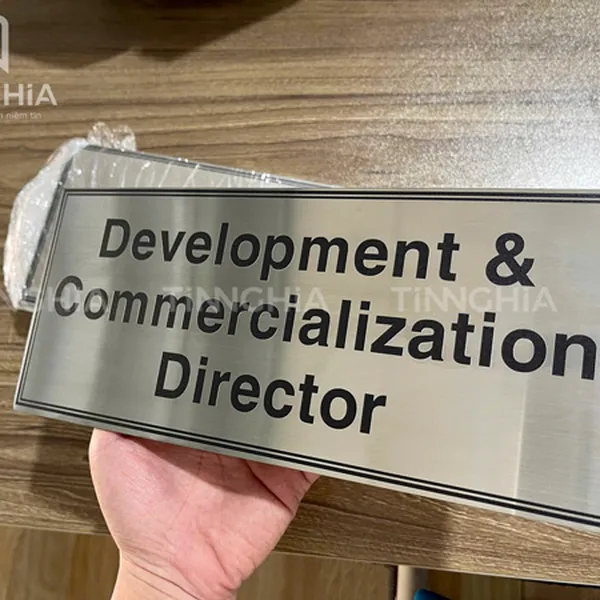 Development &
Commercialization
Director
TiNNGHiA
TiNNGHiA